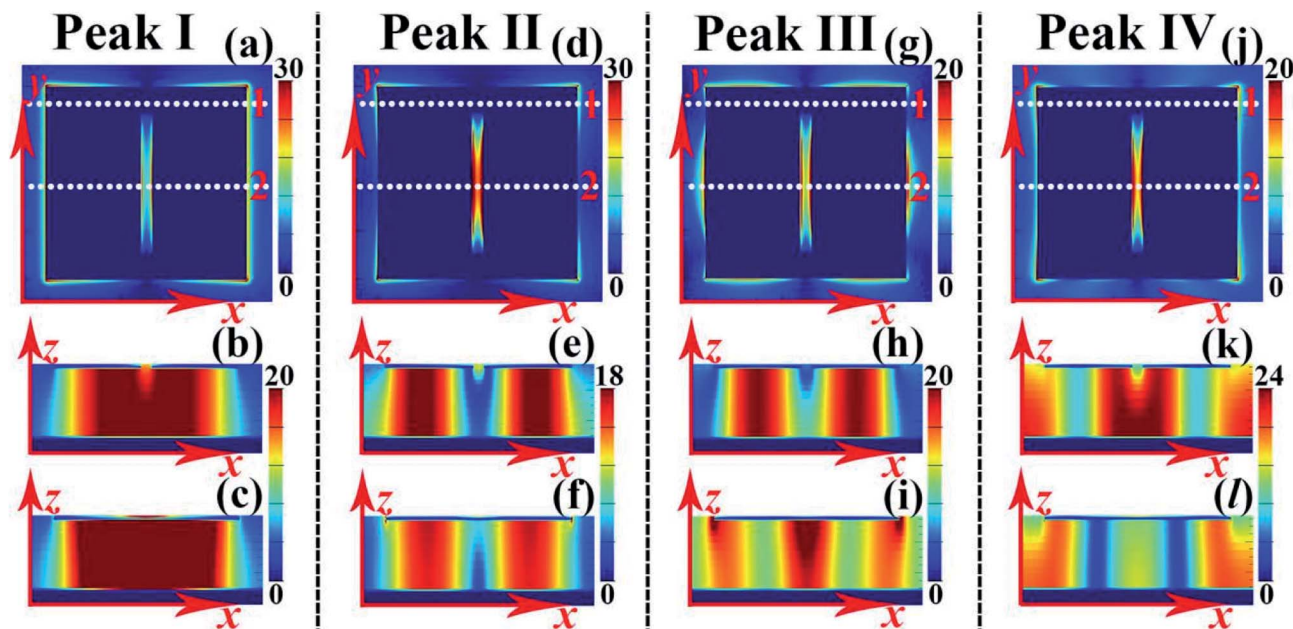 Peak I (a) Peak II (d) Peak III (g) Peak IV (j)
30 30 20 20
y y y y
1 1 1 1
2 2 2 2
0 0 0 0
x x x x
z (b) z (e) z (h) z (k)
20 18 20 24
x x x x
z (c) z (f) z (i) z (l)
0 0 0 0
x x x x